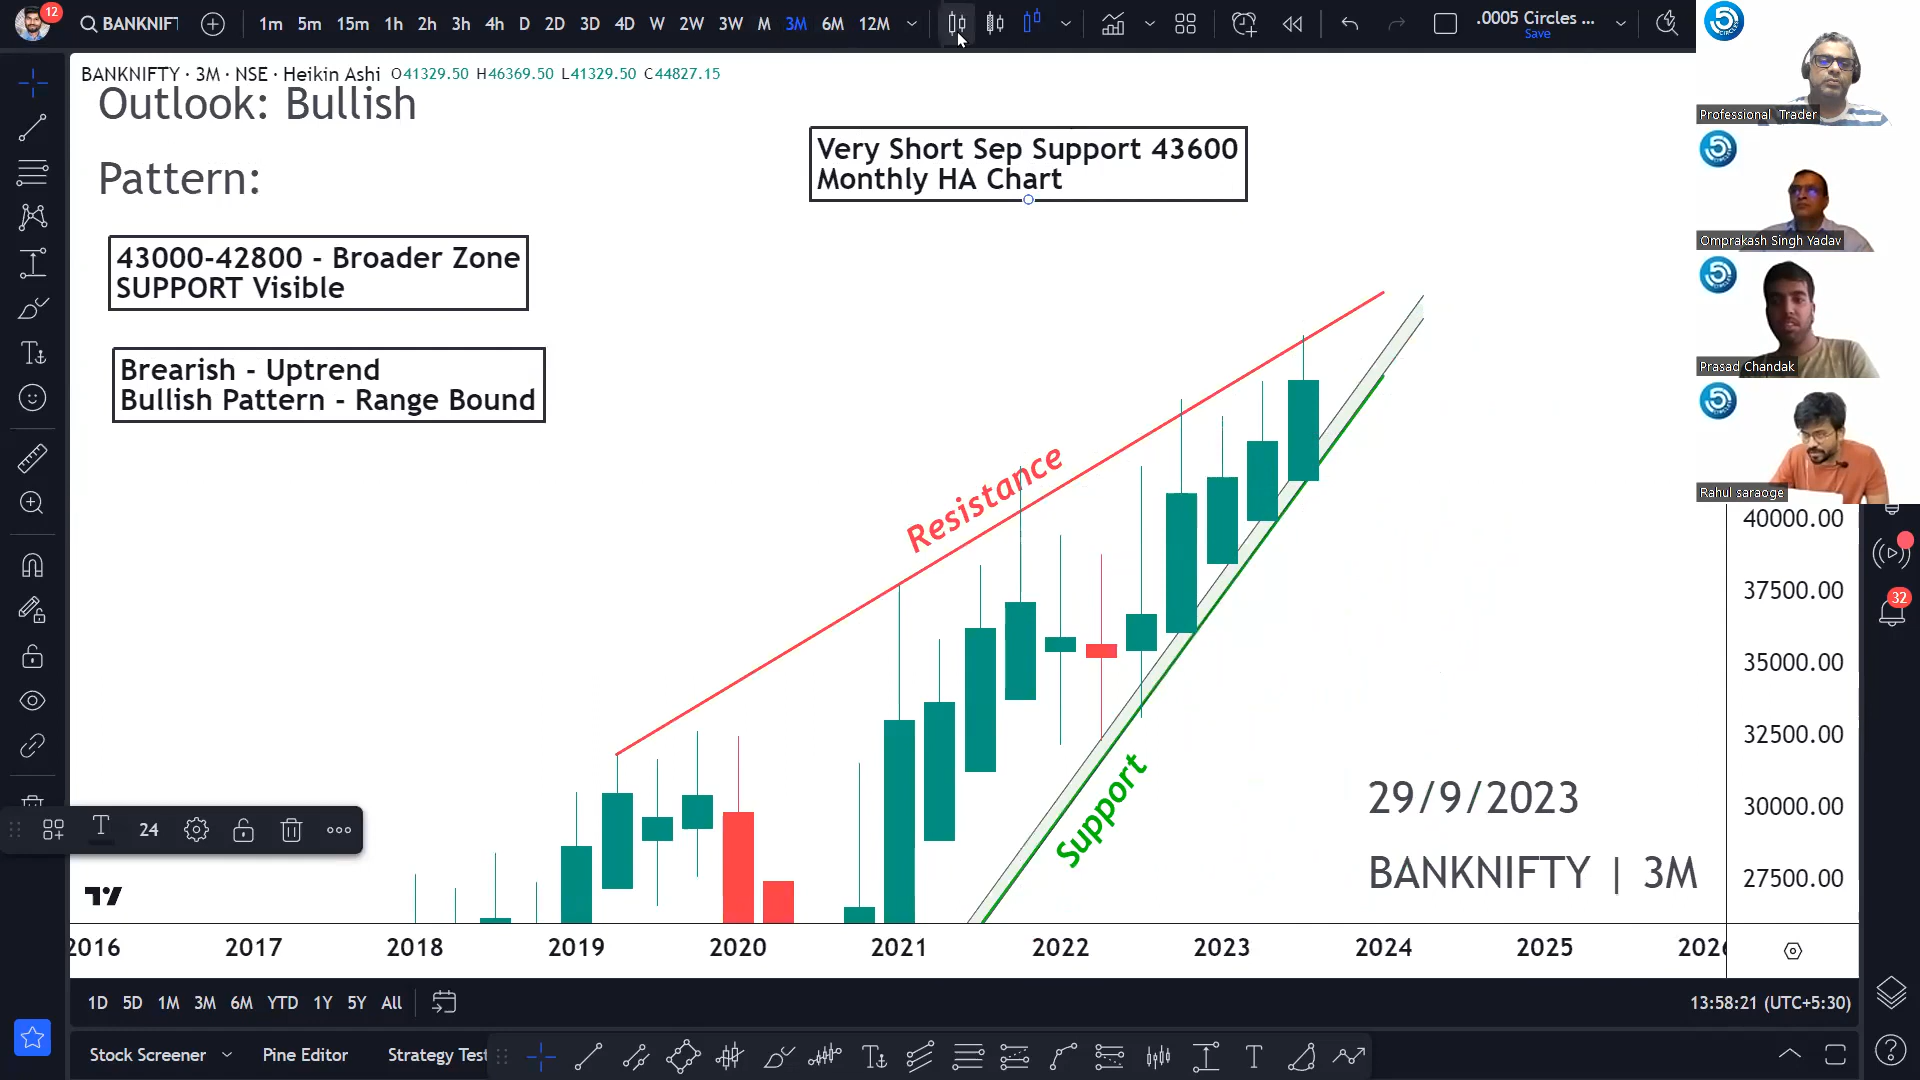 12
BANKNIFT
1m 5m 15m 1h 2h 3h 4h D 2D 3D 4D W 2W 3W M 3M 6M 12M
.0005 Circles ...
Save
BANKNIFTY · 3M · NSE · Heikin Ashi O41329.50 H46369.50 L41329.50 C44827.15
Outlook: Bullish
Pattern:
Very Short Sep Support 43600
Monthly HA Chart
43000-42800 - Broader Zone
SUPPORT Visible
Brearish - Uptrend
Bullish Pattern - Range Bound
Resistance
Support
29/9/2023
BANKNIFTY | 3M
5
Professional Trader
5
Omprakash Singh Yadav
5
Prasad Chandak
5
Rahul saraoge
40000.00
37500.00
35000.00
32500.00
30000.00
27500.00
32
T 24
2016 2017 2018 2019 2020 2021 2022 2023 2024 2025 202
1D 5D 1M 3M 6M YTD 1Y 5Y All
13:58:21 (UTC+5:30)
Stock Screener Pine Editor Strategy Test